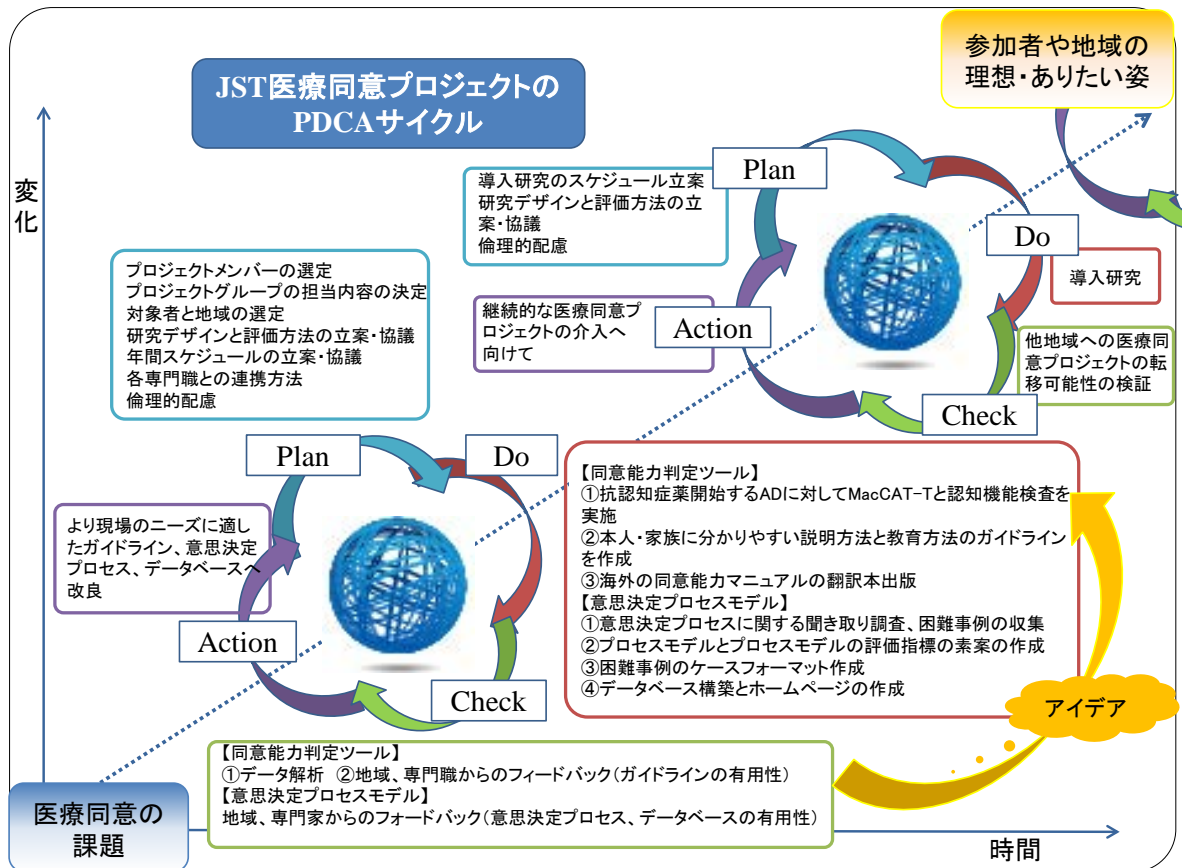 参加者や地域の
理想・ありたい姿
JST医療同意プロジェクトの
PDCAサイクル
変化
Plan
導入研究のスケジュール立案
研究デザインと評価方法の立
案・協議
倫理的配慮
Do
導入研究
継続的な医療同意プ
ロジェクトの介入へ
向けて
Action
他地域への医療同
意プロジェクトの転
移可能性の検証
Check
プロジェクトメンバーの選定
プロジェクトグループの担当内容の決定
対象者と地域の選定
研究デザインと評価方法の立案・協議
年間スケジュールの立案・協議
各専門職との連携方法
倫理的配慮
Plan
Do
より現場のニーズに適し
たガイドライン、意思決定
プロセス、データベースへ
改良
Action
Check
【同意能力判定ツール】
①抗認知症薬開始するADに対してMacCAT-Tと認知機能検査を
実施
②本人・家族に分かりやすい説明方法と教育方法のガイドライン
を作成
③海外の同意能力マニュアルの翻訳本出版
【意思決定プロセスモデル】
①意思決定プロセスに関する聞き取り調査、困難事例の収集
②プロセスモデルとプロセスモデルの評価指標の素案の作成
③困難事例のケースフォーマット作成
④データベース構築とホームページの作成
アイデア
【同意能力判定ツール】
①データ解析 ②地域、専門職からのフィードバック(ガイドラインの有用性)
【意思決定プロセスモデル】
地域、専門家からのフォードバック(意思決定プロセス、データベースの有用性)
医療同意の
課題
時間